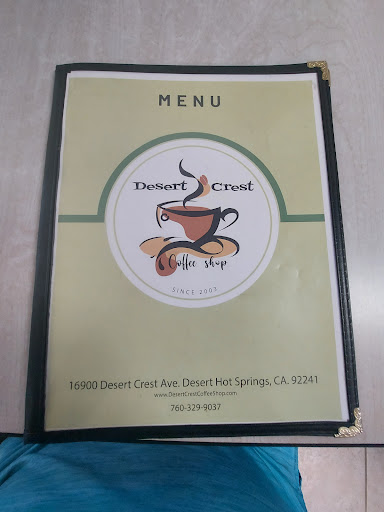 MENU
Desert Crest
Coffee shop
SINCE 2003
16900 Desert Crest Ave. Desert Hot Springs, CA. 92241
www.DesertCrestCoffeeShop.com
760-329-9037